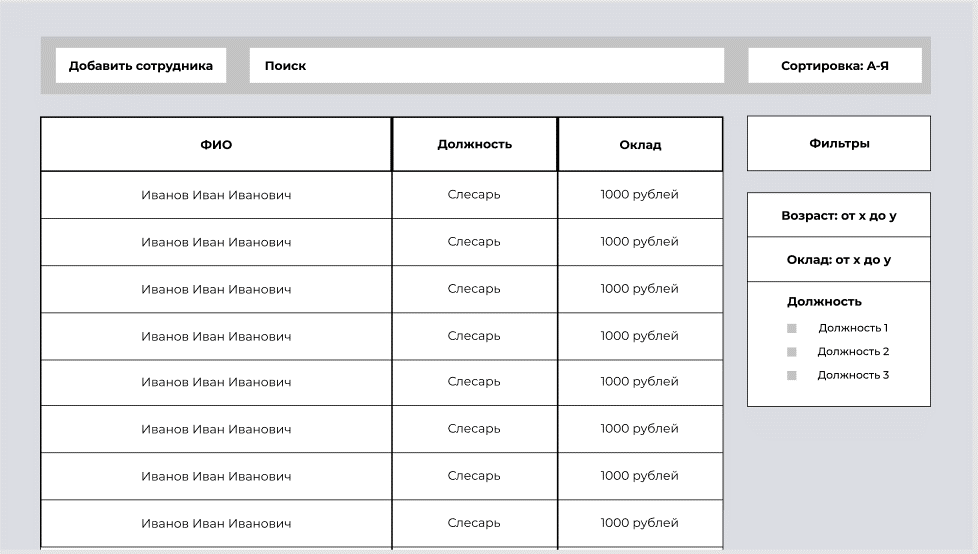 Добавить сотрудника Поиск Сортировка: А-Я
ФИО Должность Оклад Фильтры
Иванов Иван Иванович Слесарь 1000 рублей
Иванов Иван Иванович Слесарь 1000 рублей
Иванов Иван Иванович Слесарь 1000 рублей
Иванов Иван Иванович Слесарь 1000 рублей
Иванов Иван Иванович Слесарь 1000 рублей
Иванов Иван Иванович Слесарь 1000 рублей
Иванов Иван Иванович Слесарь 1000 рублей
Иванов Иван Иванович Слесарь 1000 рублей
Возраст: от x до y
Оклад: от x до y
Должность
Должность 1
Должность 2
Должность 3